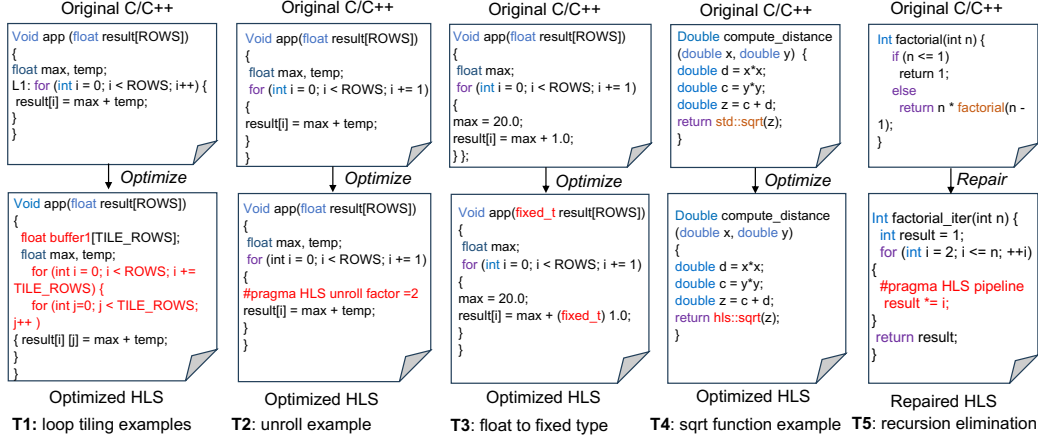 Original C/C++
Void app (float result[ROWS])
{
float max, temp;
L1: for (int i = 0; i < ROWS; i++) {
result[i] = max + temp;
}
}
Optimize
Void app(float result[ROWS])
{
float buffer1[TILE_ROWS];
float max, temp;
for (int i = 0; i < ROWS; i +=
TILE_ROWS) {
for (int j=0; j < TILE_ROWS;
j++ )
{ result[i] [j] = max + temp;
}
}
Optimized HLS
T1: loop tiling examples
Original C/C++
Void app(float result[ROWS])
{
float max, temp;
for (int i = 0; i < ROWS; i += 1)
{
result[i] = max + temp;
}
}
Optimize
Void app(float result[ROWS])
{
float max, temp;
for (int i = 0; i < ROWS; i += 1)
{
#pragma HLS unroll factor =2
result[i] = max + temp;
}
}
Optimized HLS
T2: unroll example
Original C/C++
Void app(float result[ROWS])
{
float max;
for (int i = 0; i < ROWS; i += 1)
{
max = 20.0;
result[i] = max + 1.0;
} };
Optimize
Void app(fixed_t result[ROWS])
{
float max;
for (int i = 0; i < ROWS; i += 1)
{
max = 20.0;
result[i] = max + (fixed_t) 1.0;
}
}
Optimized HLS
T3: float to fixed type
Original C/C++
Double compute_distance
(double x, double y) {
double d = x*x;
double c = y*y;
double z = c + d;
return std::sqrt(z);
}
Optimize
Double compute_distance
(double x, double y)
{
double d = x*x;
double c = y*y;
double z = c + d;
return hls::sqrt(z);
}
Optimized HLS
T4: sqrt function example
Original C/C++
Int factorial(int n) {
if (n <= 1)
return 1;
else
return n * factorial(n -
1);
}
Repair
Int factorial_iter(int n) {
int result = 1;
for (int i = 2; i <= n; ++i)
{
#pragma HLS pipeline
result *= i;
}
return result;
}
Repaired HLS
T5: recursion elimination